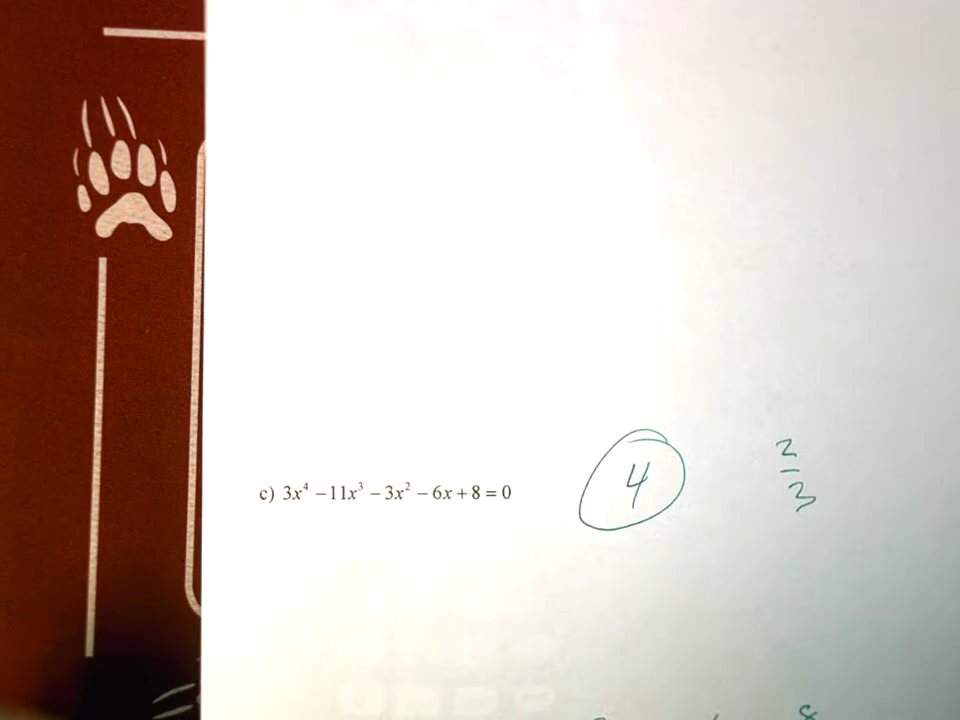 c) 3x⁴ – 11x³ – 3x² – 6x + 8 = 0
4
2/3